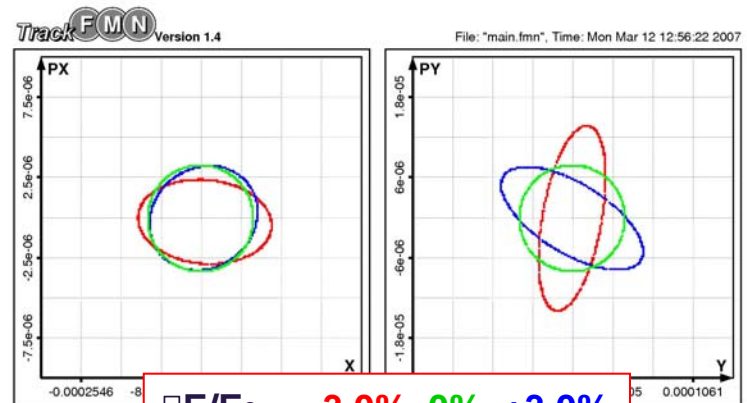 TrackFMN Version 1.4 File: "main.fmn", Time: Mon Mar 12 12:56:22 2007
PX PY
7.5e-06 1.8e-05
2.5e-06 6e-06
-2.5e-06 -6e-06
-7.5e-06 -1.8e-05
X Y
-0.0002546 0.0001061